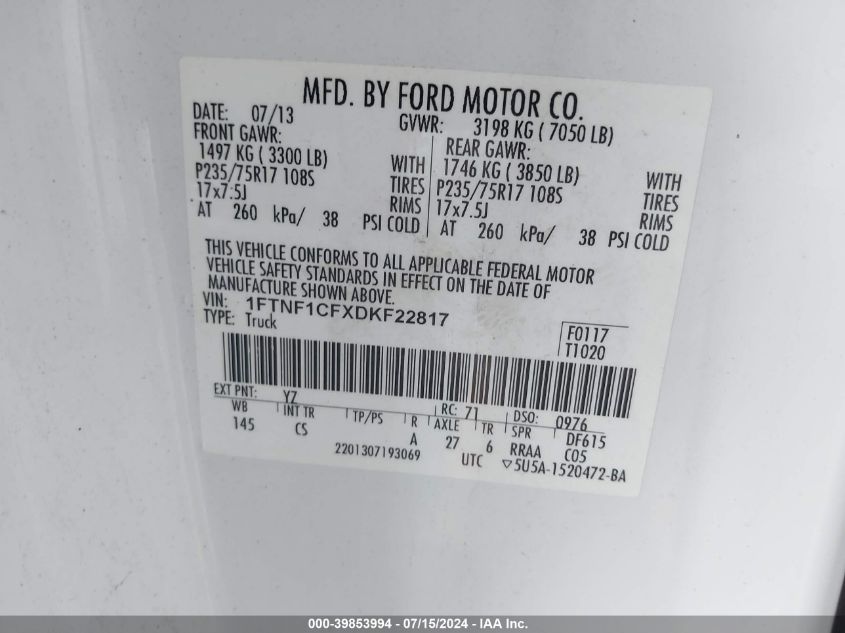 MFD. BY FORD MOTOR CO.
DATE: 07/13 GVWR: 3198 KG ( 7050 LB)
FRONT GAWR: REAR GAWR:
1497 KG ( 3300 LB) WITH 1746 KG ( 3850 LB) WITH
P235/75R17 108S TIRES P235/75R17 108S TIRES
17x7.5J RIMS 17x7.5J RIMS
AT 260 kPa/ 38 PSI COLD AT 260 kPa/ 38 PSI COLD
THIS VEHICLE CONFORMS TO ALL APPLICABLE FEDERAL MOTOR
VEHICLE SAFETY STANDARDS IN EFFECT ON THE DATE OF
MANUFACTURE SHOWN ABOVE.
VIN: 1FTNF1CFXDKF22817
TYPE: Truck
F0117
T1020
EXT PNT: YZ RC: 71 DSO: 0976
WB INT TR TP/PS R AXLE TR SPR DF615
145 CS A 27 6 RRAA C05
2201307193069 UTC ▽5U5A-1520472-BA
000-39853994 - 07/15/2024 - IAA Inc.